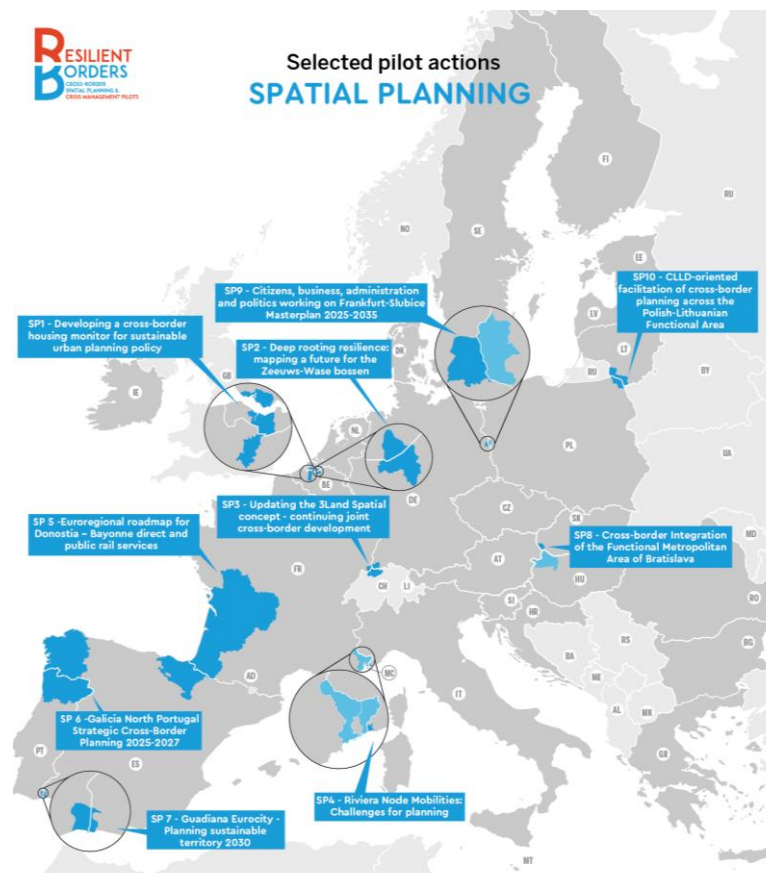 RESILIENT
BORDERS
CROSS-BORDER
SPATIAL PLANNING &
CRISIS MANAGEMENT PILOTS
Selected pilot actions
SPATIAL PLANNING
FI
RU
NO
SE
EE
SP9 - Citizens, business, administration
and politics working on Frankfurt-Slubice
Masterplan 2025-2035
SP10 - CLLD-oriented
facilitation of cross-border
planning across the
Polish-Lithuanian
Functional Area
LV
SP1 - Developing a cross-border
housing monitor for sustainable
urban planning policy
SP2 - Deep rooting resilience:
mapping a future for the
Zeeuws-Wase bossen
DK
LT
RU
BY
GB
IE
NL
PL
BE
DE
UA
CZ
SP3 - Updating the 3Land Spatial
concept - continuing joint
cross-border development
SP 5 -Euroregional roadmap for
Donostia - Bayonne direct and
public rail services
SK
SP8 - Cross-border Integration
of the Functional Metropolitan
Area of Bratislava
MD
FR
AT
CH
LI
HU
SI
HR
RO
BA
RS
BG
AD
MC
IT
ME
AL
MK
SP 6 -Galicia North Portugal
Strategic Cross-Border
Planning 2025-2027
PT
ES
GR
SP4 - Riviera Node Mobilities:
Challenges for planning
SP 7 - Guadiana Eurocity -
Planning sustainable
territory 2030
MT